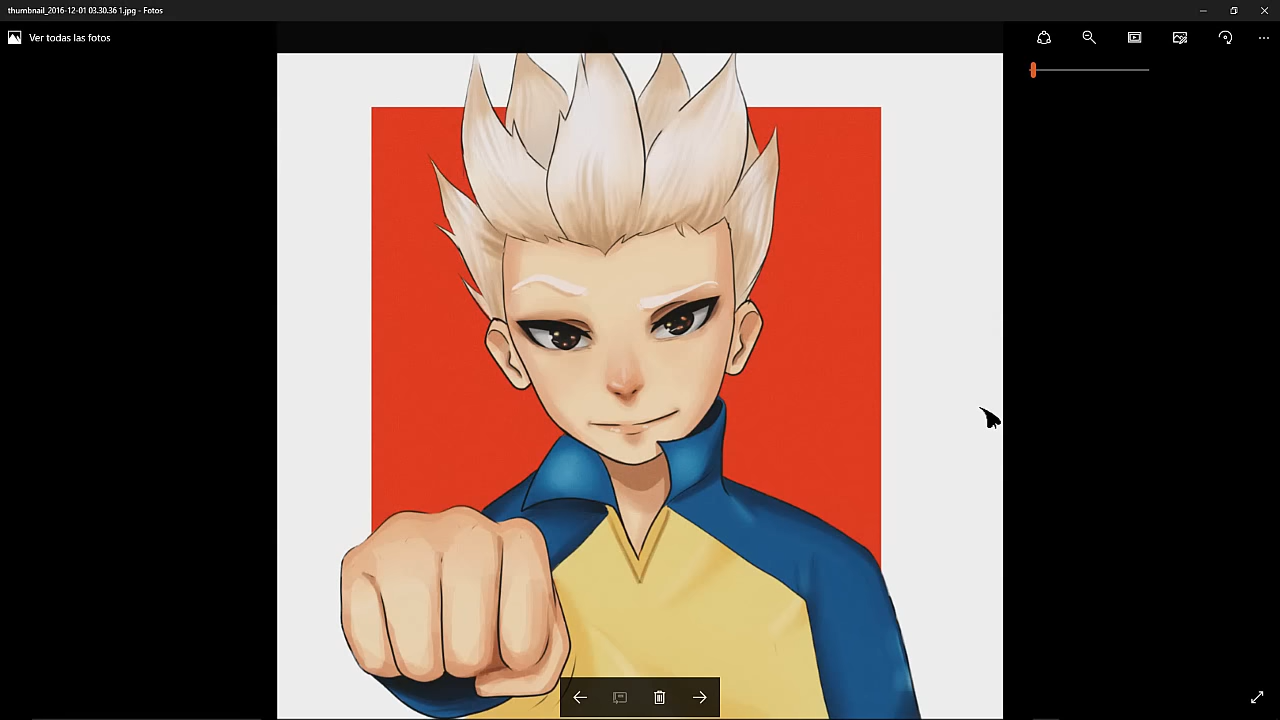 thumbnail_2016-12-01 03.30.36 1.jpg - Fotos
Ver todas las fotos